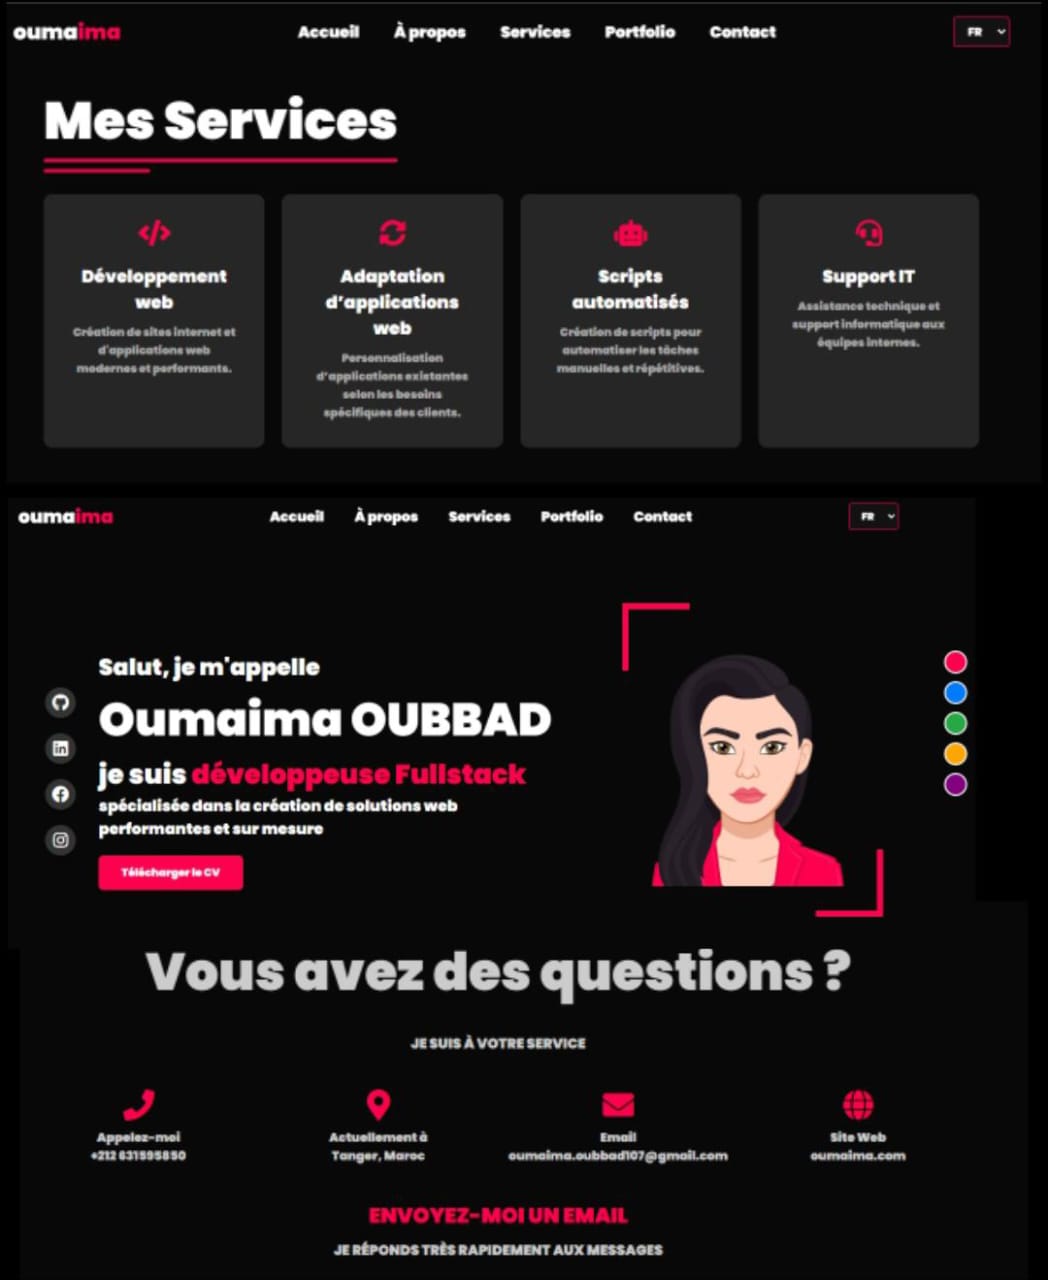 oumaima
Accueil À propos Services Portfolio Contact
FR
Mes Services
Développement
web
Création de sites internet et
d'applications web
modernes et performants.
Adaptation
d’applications
web
Personnalisation
d’applications existantes
selon les besoins
spécifiques des clients.
Scripts
automatisés
Création de scripts pour
automatiser les tâches
manuelles et répétitives.
Support IT
Assistance technique et
support informatique aux
équipes internes.
oumaima
Accueil À propos Services Portfolio Contact
FR
Salut, je m'appelle
Oumaima OUBBAD
je suis développeuse Fullstack
spécialisée dans la création de solutions web
performantes et sur mesure
Télécharger le CV
in
Vous avez des questions ?
JE SUIS À VOTRE SERVICE
Appelez-moi
+212 631595850
Actuellement à
Tanger, Maroc
Email
oumaima.oubbad107@gmail.com
Site Web
oumaima.com
ENVOYEZ-MOI UN EMAIL
JE RÉPONDS TRÈS RAPIDEMENT AUX MESSAGES